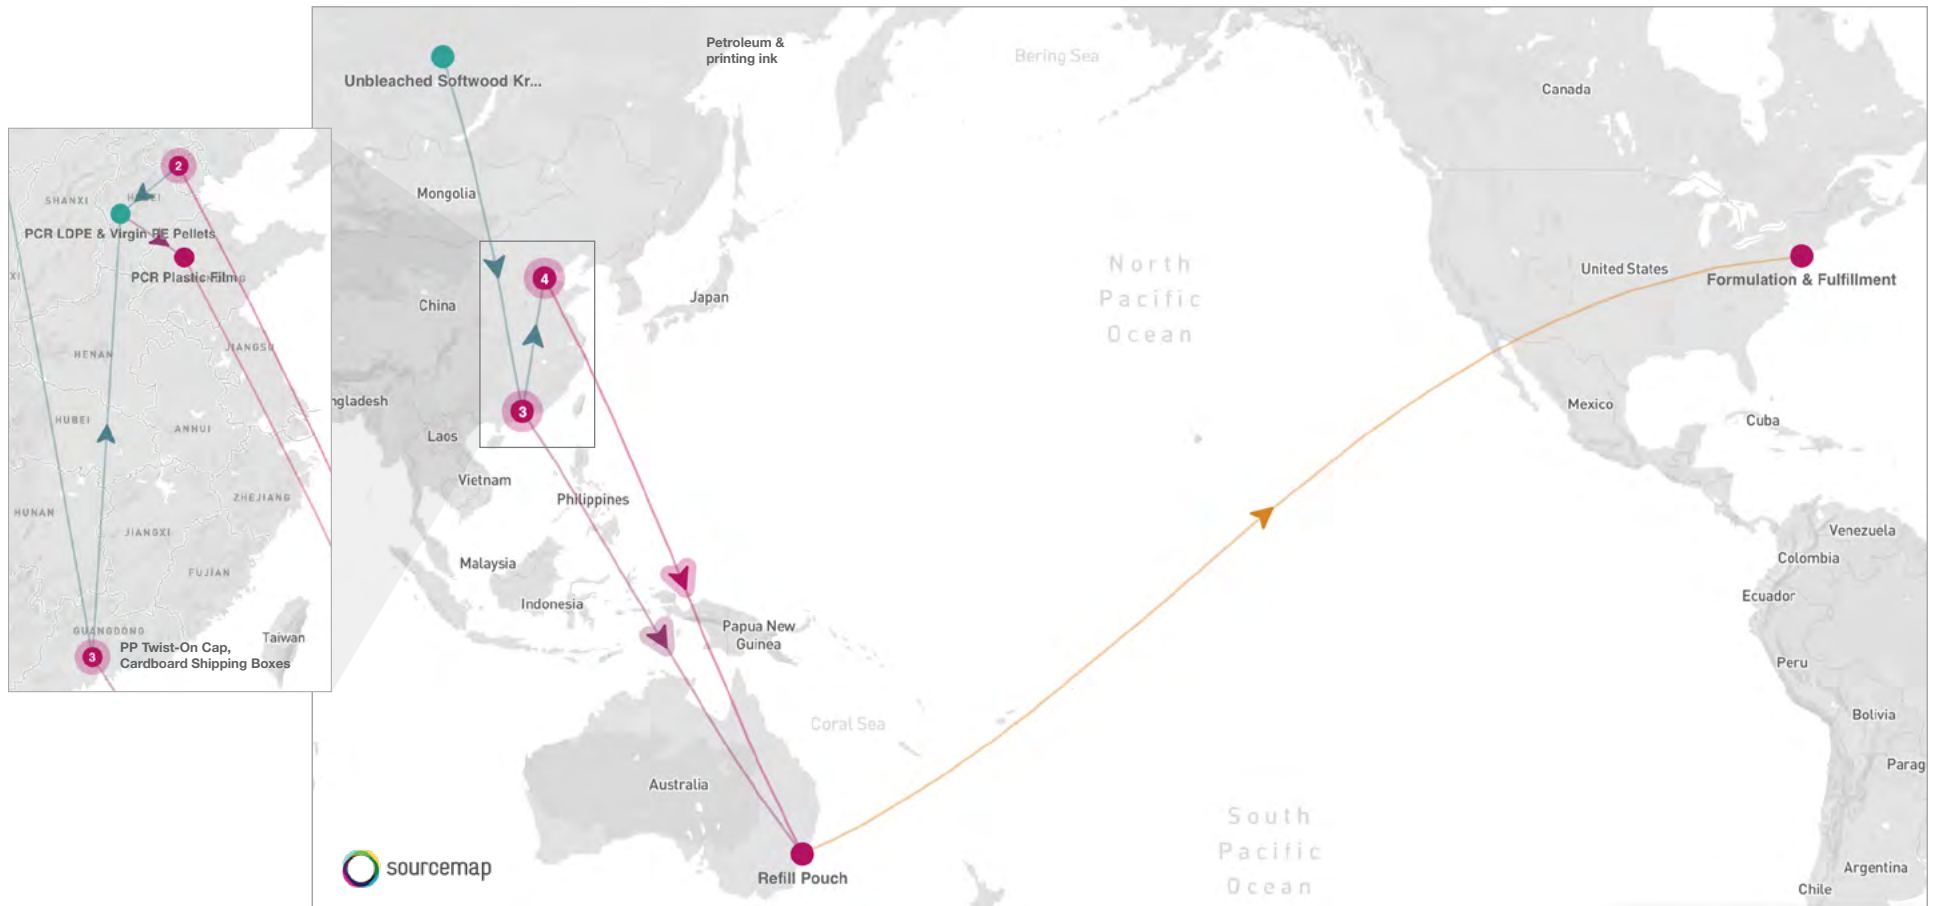 Petroleum &
printing ink
Bering Sea
Canada
Unbleached Softwood Kr...
Mongolia
China
Japan
North
Pacific
Ocean
United States
Formulation & Fulfillment
Mexico
Cuba
ngladesh
Laos
Vietnam
Philippines
Malaysia
Indonesia
Papua New
Guinea
Venezuela
Colombia
Ecuador
Peru
Bolivia
Parag
Argentina
Chile
Coral Sea
Australia
South
Pacific
Ocean
Refill Pouch
sourcemap
4
3
2
SHANXI
PCR LDPE & Virgin PE Pellets
PCR Plastic Film
XI
HENAN
JIANGSU
HUBEI
ANHUI
ZHEJIANG
HUNAN
JIANGXI
FUJIAN
GUANGDONG
Taiwan
3
PP Twist-On Cap,
Cardboard Shipping Boxes